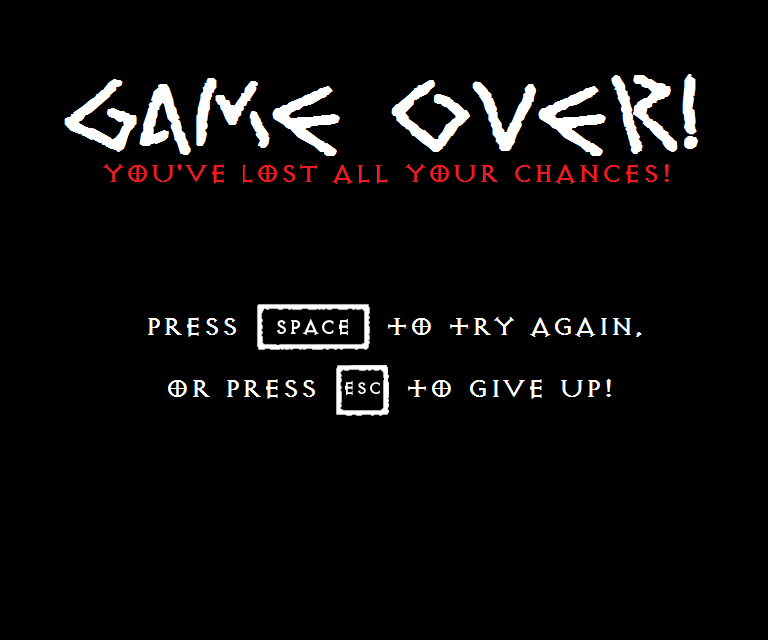 GAME OVER!
YOU'VE LOST ALL YOUR CHANCES!
PRESS SPACE TO TRY AGAIN,
OR PRESS ESC TO GIVE UP!